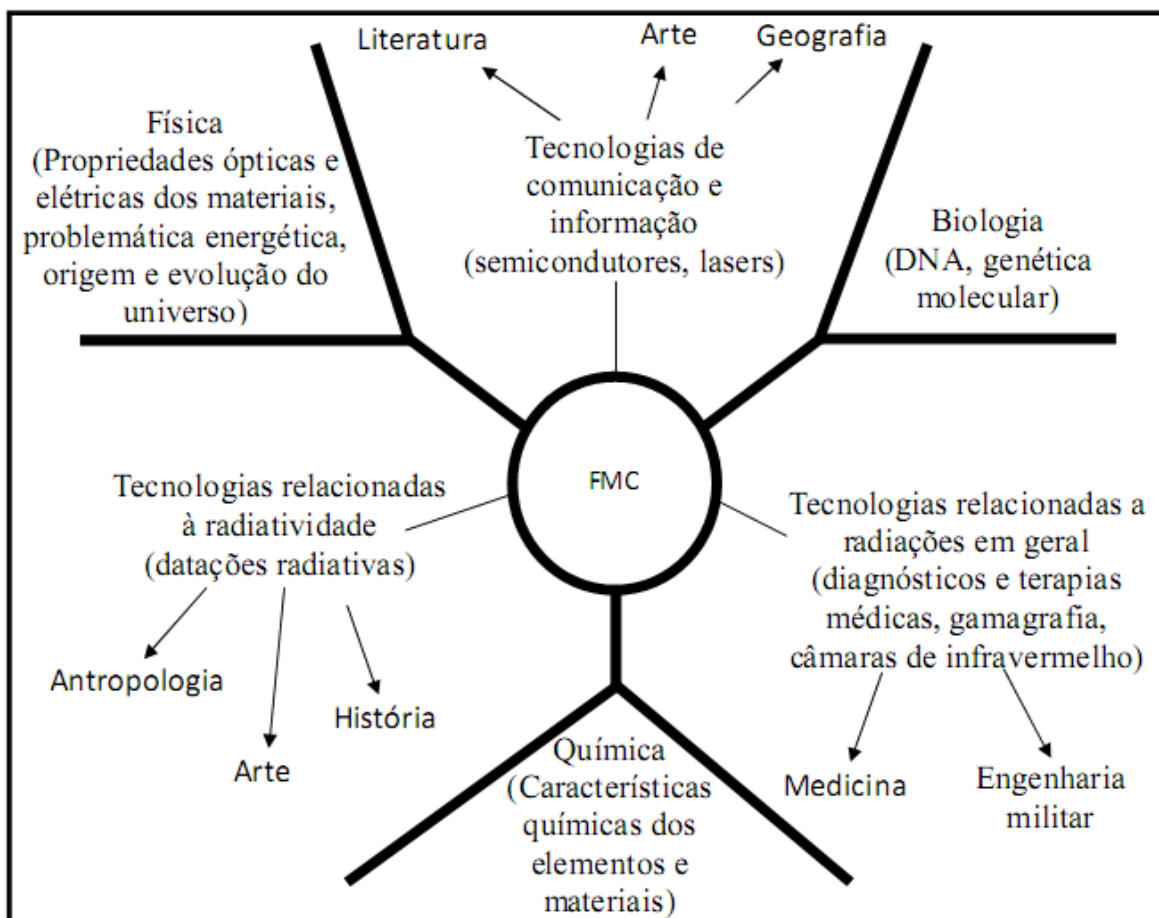 Literatura
Arte
Geografia
Física
(Propriedades ópticas e
elétricas dos materiais,
problemática energética,
origem e evolução do
universo)
Tecnologias de
comunicação e
informação
(semicondutores, lasers)
Biologia
(DNA, genética
molecular)
FMC
Tecnologias relacionadas
à radiatividade
(datações radiativas)
Antropologia
Arte
História
Tecnologias relacionadas a
radiações em geral
(diagnósticos e terapias
médicas, gamagrafia,
câmaras de infravermelho)
Medicina
Engenharia
militar
Química
(Características
químicas dos
elementos e
materiais)